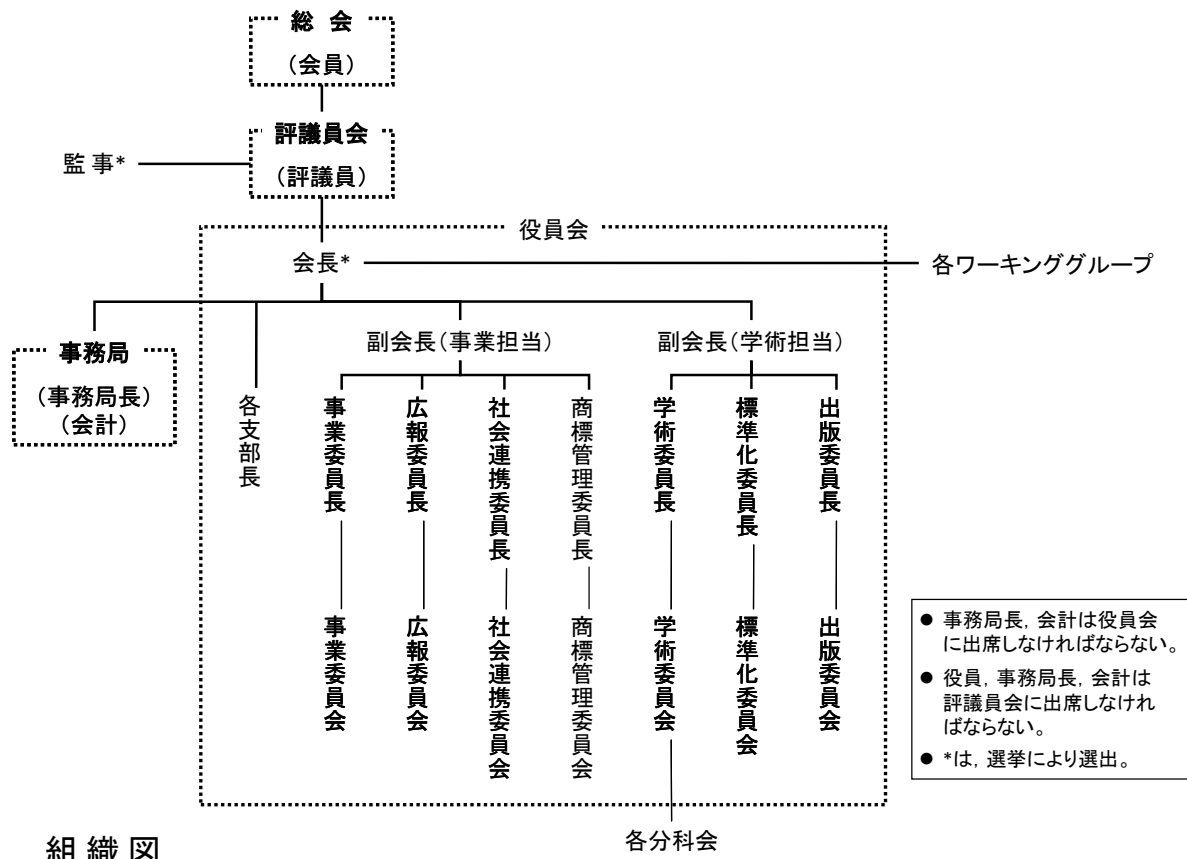 総 会
（会員）
評議員会
（評議員）
監 事*
役員会
会長*
各ワーキンググループ
事務局
（事務局長）
（会計）
副会長（事業担当）
副会長（学術担当）
各支部長
事業委員長
広報委員長
社会連携委員長
商標管理委員長
学術委員長
標準化委員長
出版委員長
事業委員会
広報委員会
社会連携委員会
商標管理委員会
学術委員会
標準化委員会
出版委員会
各分科会
● 事務局長，会計は役員会
に出席しなければならない。
● 役員，事務局長，会計は
評議員会に出席しなけれ
ばならない。
● *は，選挙により選出。
組 織 図